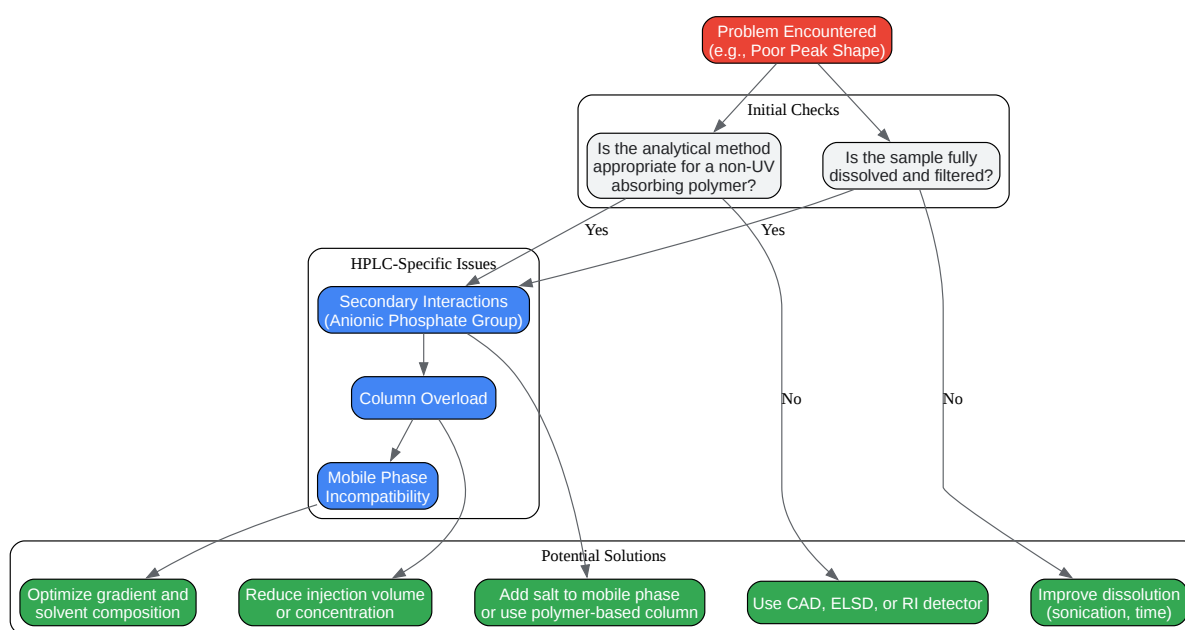 Problem Encountered
(e.g., Poor Peak Shape)
Initial Checks
Is the analytical method
appropriate for a non-UV
absorbing polymer?
Is the sample fully
dissolved and filtered?
Yes
Yes
HPLC-Specific Issues
Secondary Interactions
(Anionic Phosphate Group)
Column Overload
No
No
Mobile Phase
Incompatibility
Potential Solutions
Optimize gradient and
solvent composition
Reduce injection volume
or concentration
Add salt to mobile phase
or use polymer-based column
Use CAD, ELSD, or RI detector
Improve dissolution
(sonication, time)